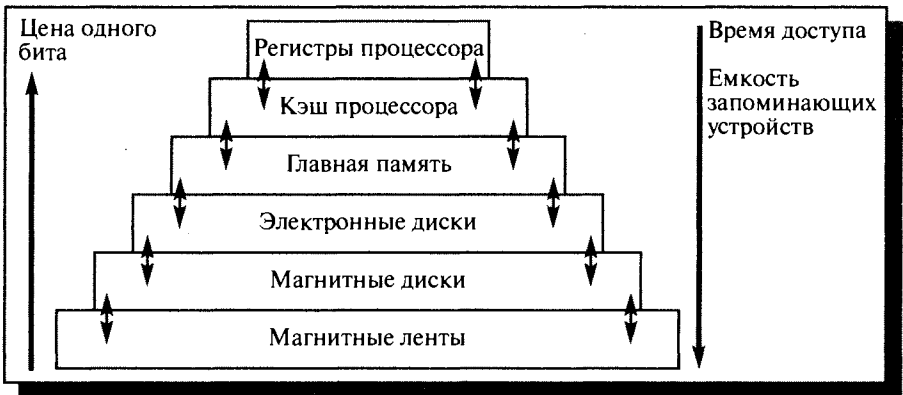 Цена одного
бита
Регистры процессора
Кэш процессора
Главная память
Электронные диски
Магнитные диски
Магнитные ленты
Время доступа
Емкость
запоминающих
устройств